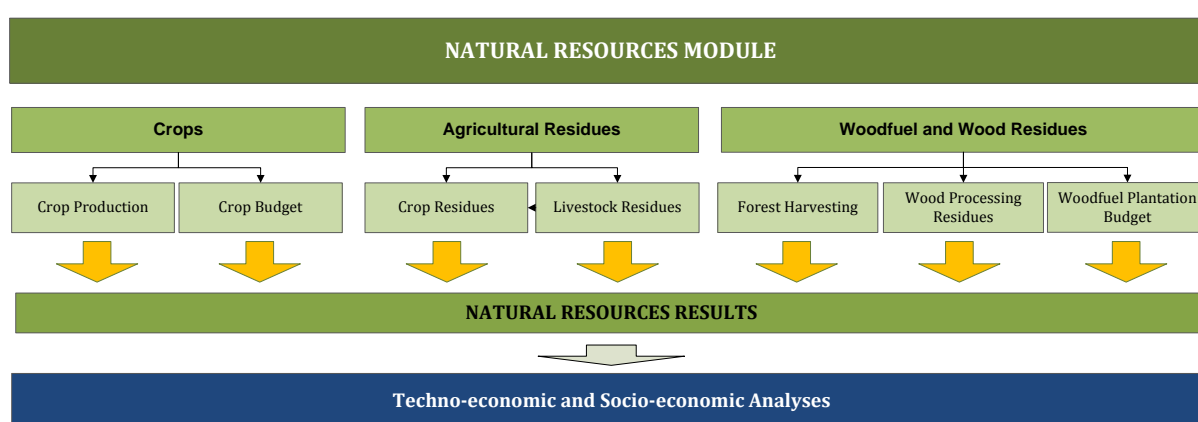 NATURAL RESOURCES MODULE
Crops
Agricultural Residues
Woodfuel and Wood Residues
Crop Production
Crop Budget
Crop Residues
Livestock Residues
Forest Harvesting
Wood Processing
Residues
Woodfuel Plantation
Budget
NATURAL RESOURCES RESULTS
Techno-economic and Socio-economic Analyses